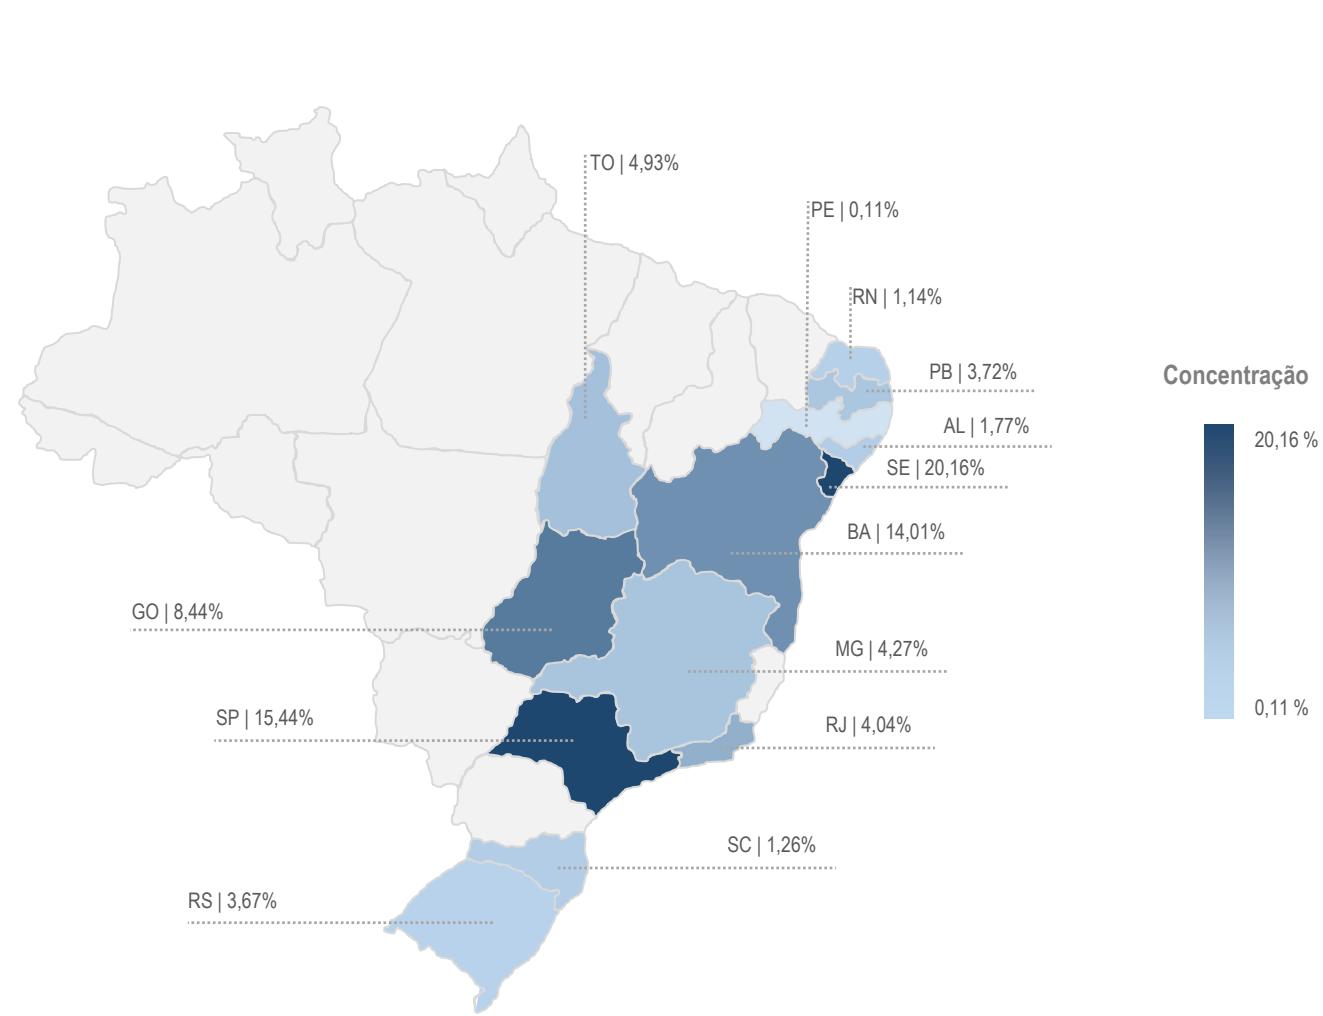 TO | 4,93%
PE | 0,11%
RN | 1,14%
PB | 3,72%
Concentração
AL | 1,77%
20,16 %
SE | 20,16%
BA | 14,01%
GO | 8,44%
MG | 4,27%
0,11 %
SP | 15,44%
RJ | 4,04%
SC | 1,26%
RS | 3,67%